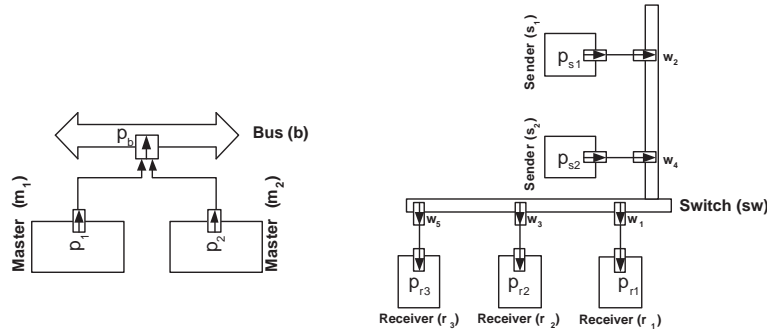 p_b
Bus (b)
Master (m_1)
p_1
p_2
Master (m_2)
Sender (s_1)
p_s1
w_2
Sender (s_2)
p_s2
w_4
Switch (sw)
w_5
w_3
w_1
p_r3
p_r2
p_r1
Receiver (r_3)
Receiver (r_2)
Receiver (r_1)